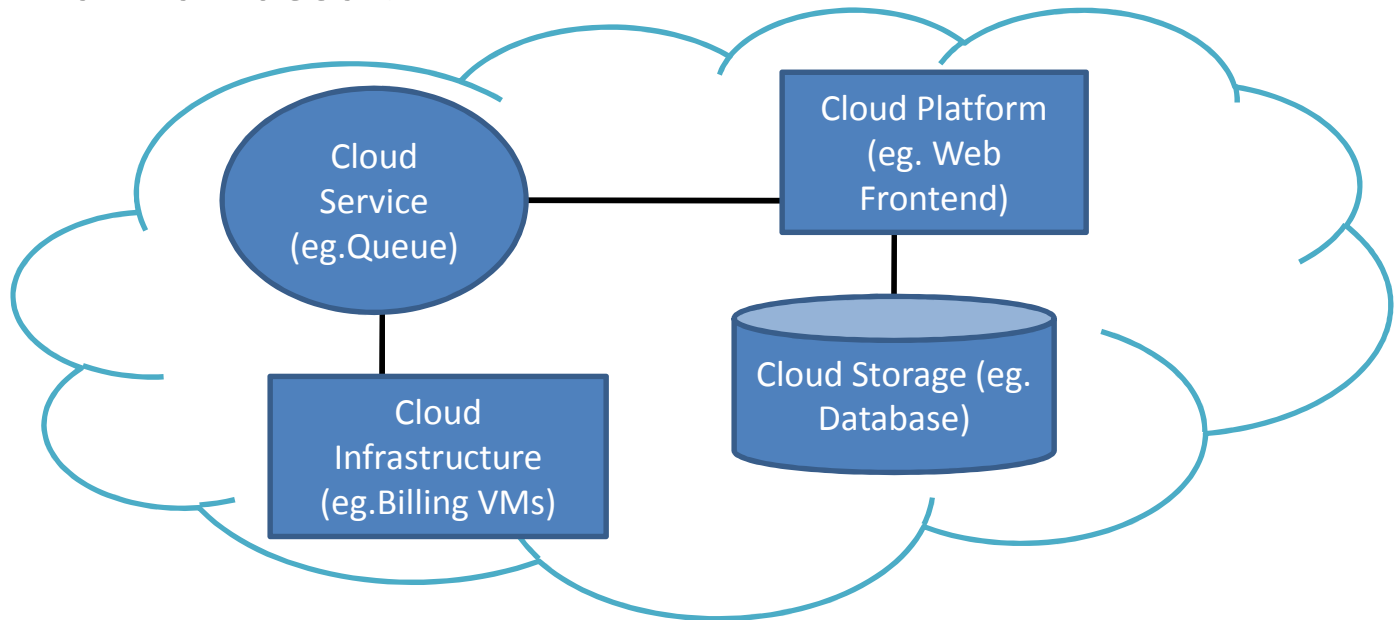 Cloud
Service
(eg.Queue)
Cloud Platform
(eg. Web
Frontend)
Cloud Storage (eg.
Database)
Cloud
Infrastructure
(eg.Billing VMs)